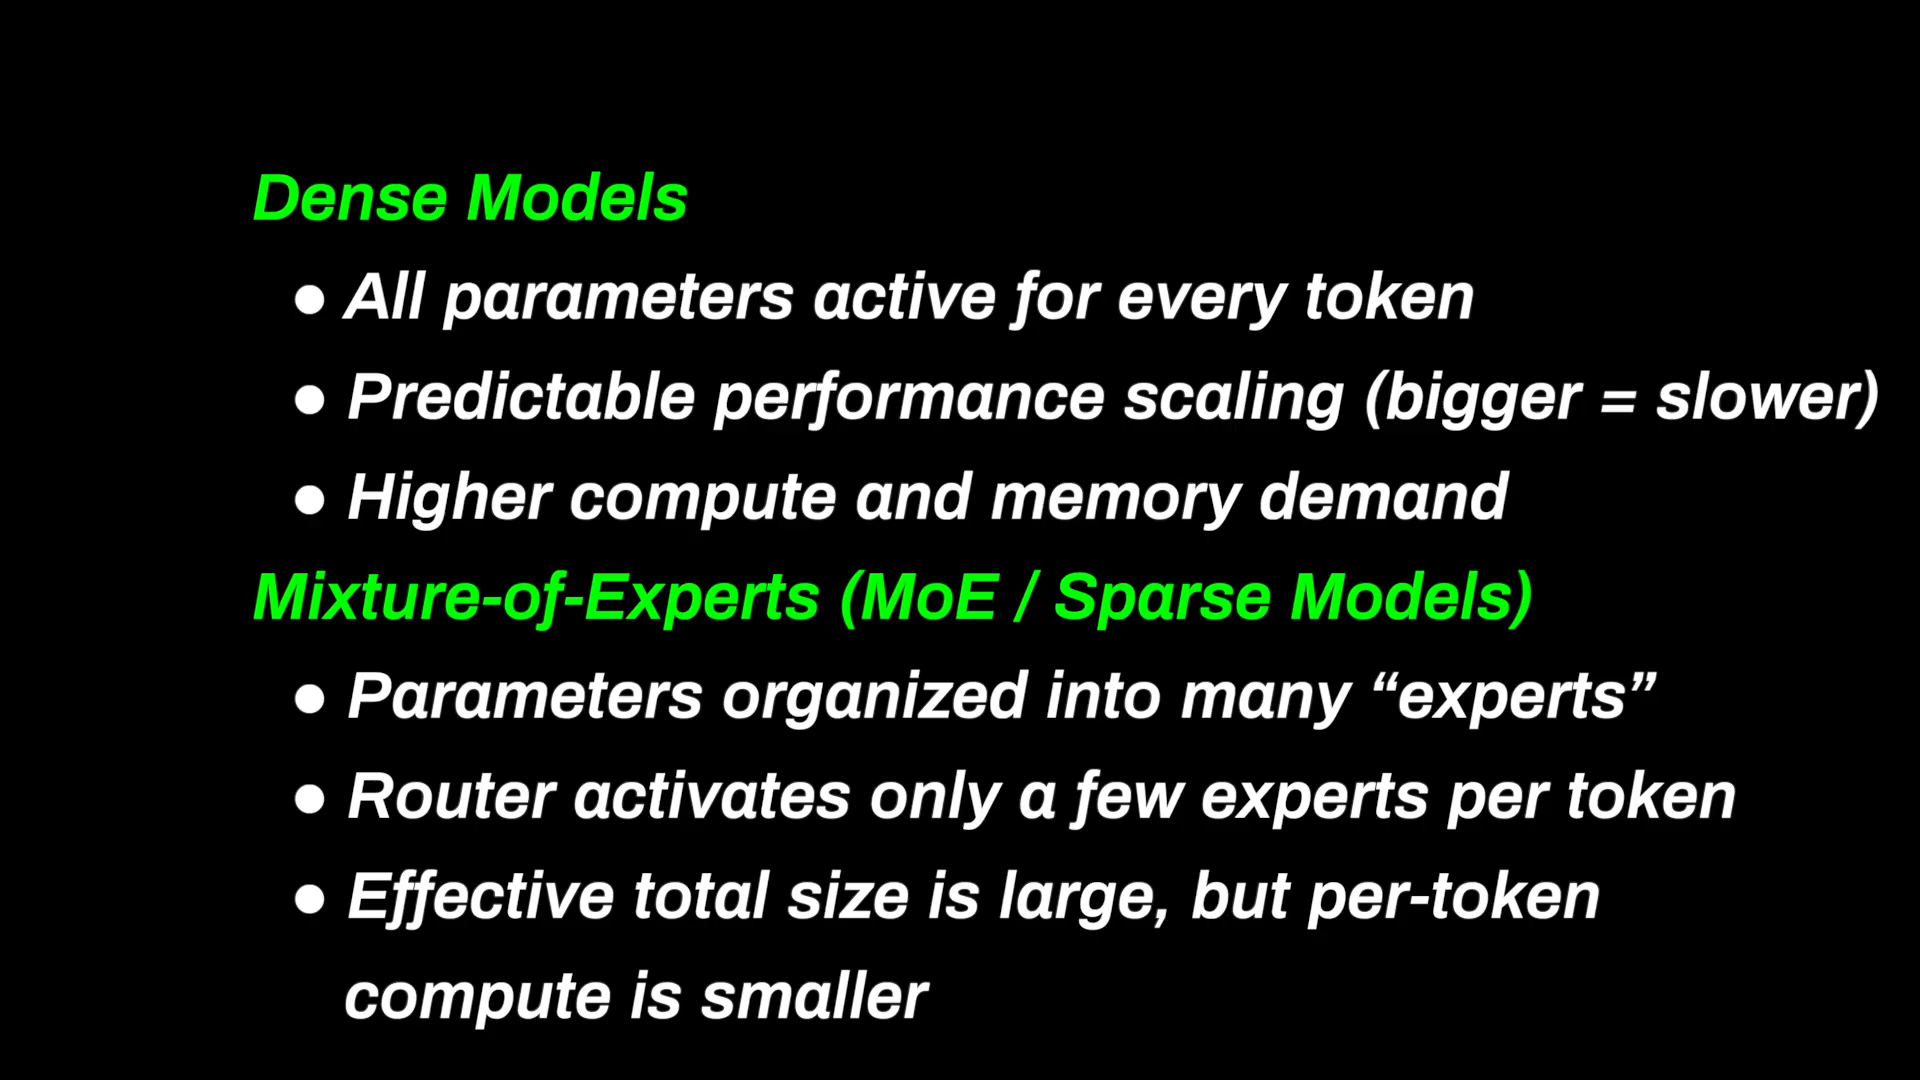 Dense Models
● All parameters active for every token
● Predictable performance scaling (bigger = slower)
● Higher compute and memory demand
Mixture-of-Experts (MoE / Sparse Models)
● Parameters organized into many “experts”
● Router activates only a few experts per token
● Effective total size is large, but per-token
compute is smaller